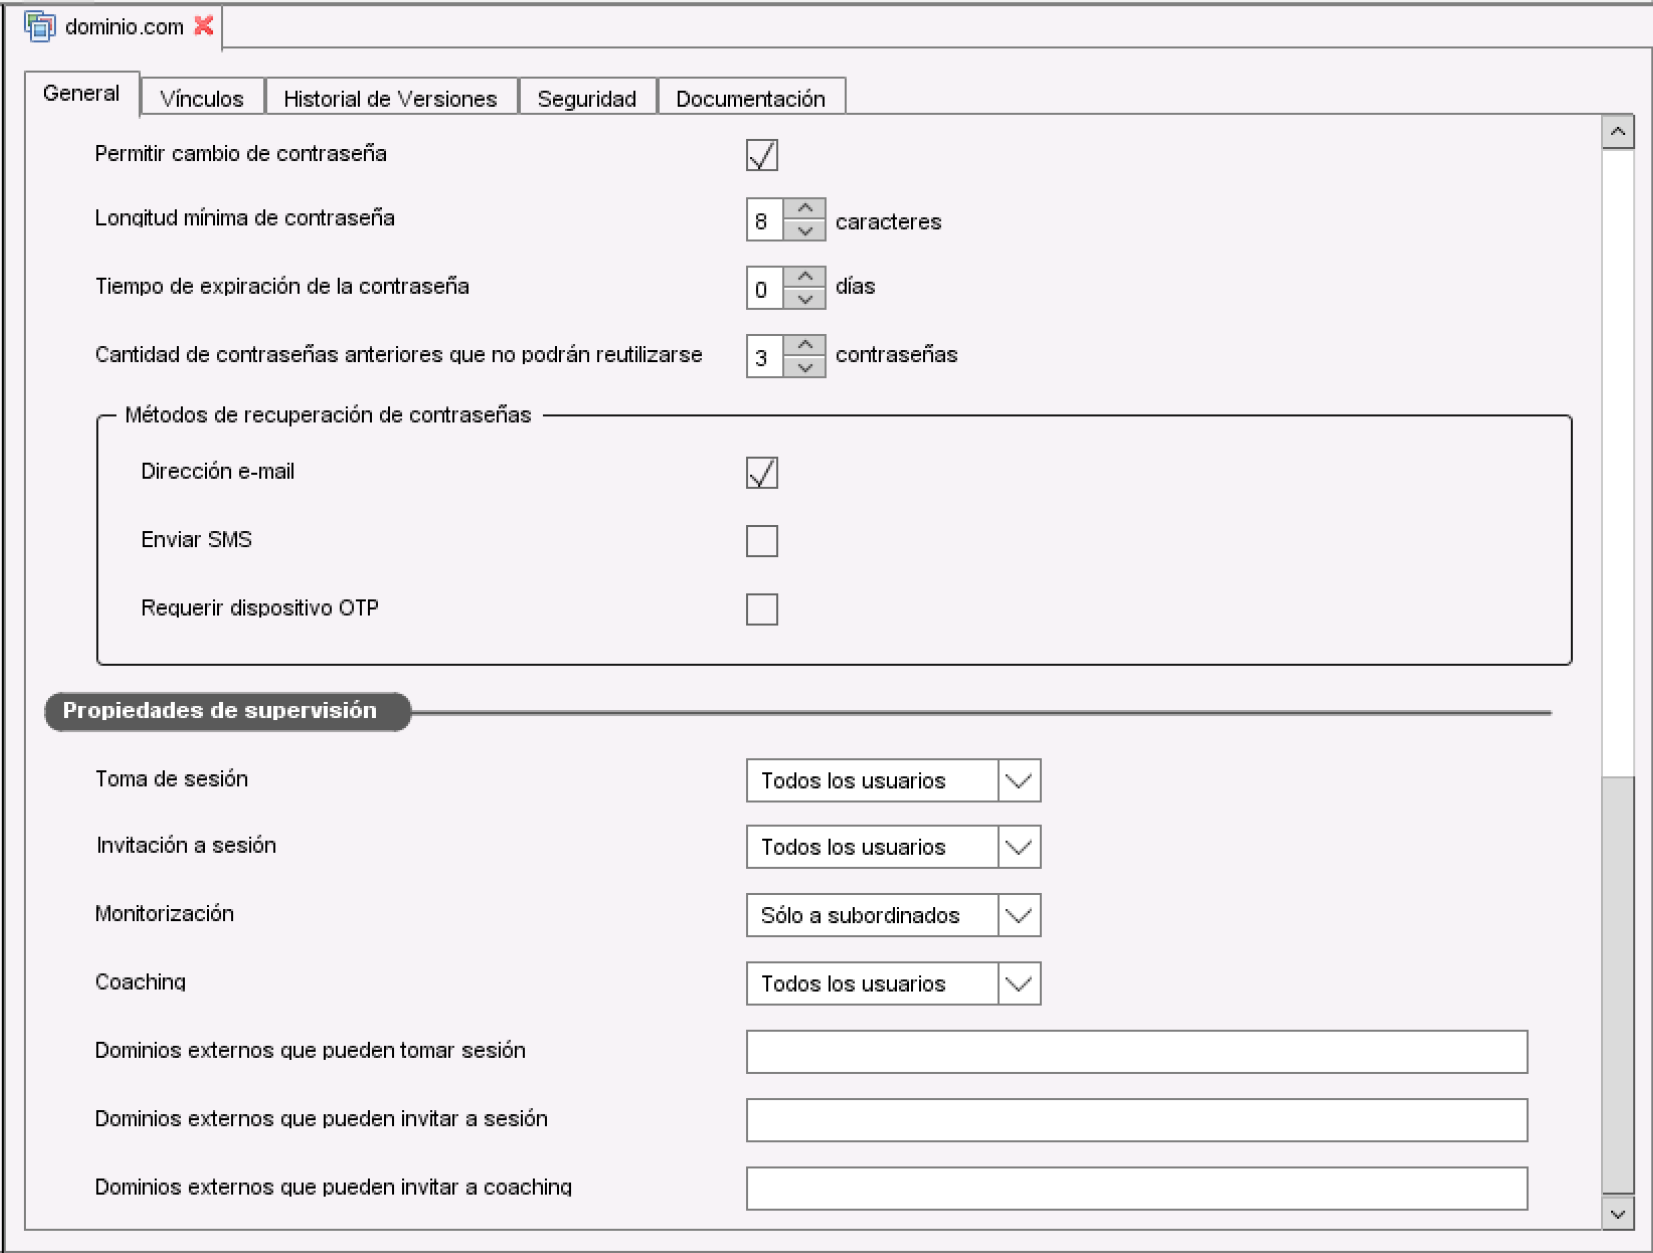 dominio.com
General Vínculos Historial de Versiones Seguridad Documentación
Permitir cambio de contraseña
Longitud mínima de contraseña 8 caracteres
Tiempo de expiración de la contraseña 0 días
Cantidad de contraseñas anteriores que no podrán reutilizarse 3 contraseñas
Métodos de recuperación de contraseñas
Dirección e-mail
Enviar SMS
Requerir dispositivo OTP
Propiedades de supervisión
Toma de sesión Todos los usuarios
Invitación a sesión Todos los usuarios
Monitorización Sólo a subordinados
Coaching Todos los usuarios
Dominios externos que pueden tomar sesión
Dominios externos que pueden invitar a sesión
Dominios externos que pueden invitar a coaching